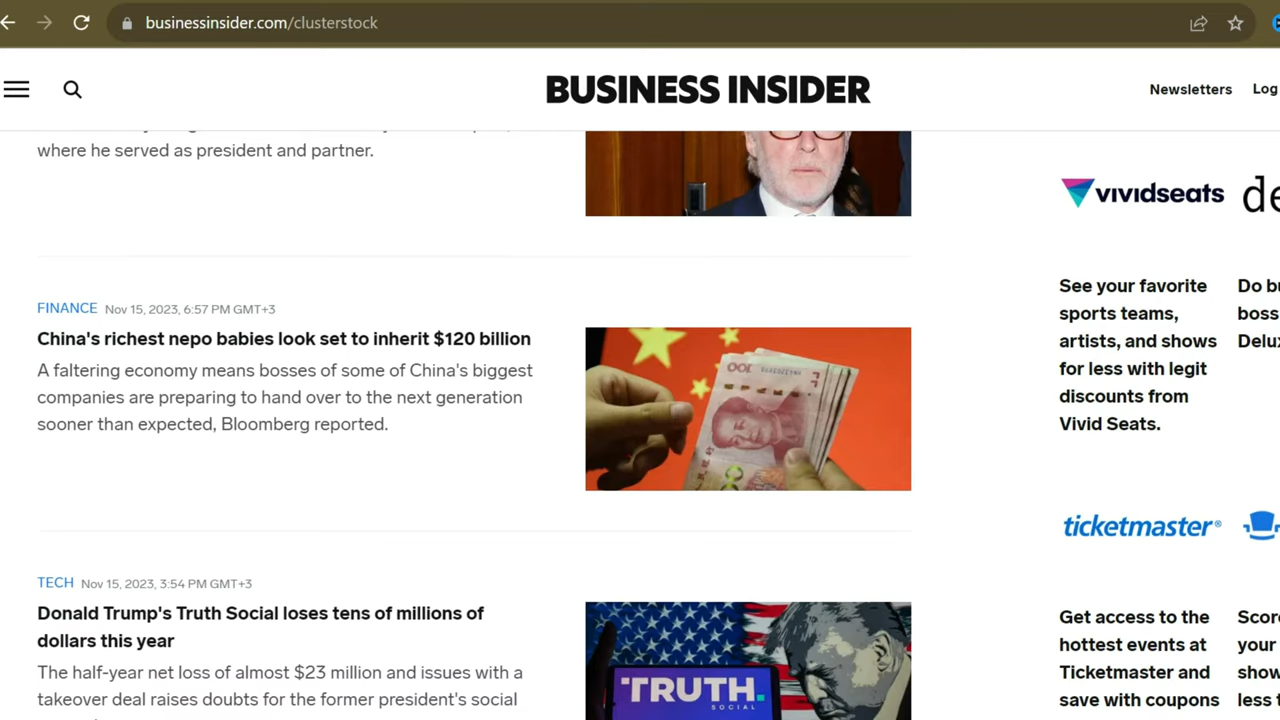 businessinsider.com/clusterstock
BUSINESS INSIDER
Newsletters
Log
where he served as president and partner.
FINANCE Nov 15, 2023, 6:57 PM GMT+3
China's richest nepo babies look set to inherit $120 billion
A faltering economy means bosses of some of China's biggest
companies are preparing to hand over to the next generation
sooner than expected, Bloomberg reported.
100
TECH Nov 15, 2023, 3:54 PM GMT+3
Donald Trump's Truth Social loses tens of millions of
dollars this year
The half-year net loss of almost $23 million and issues with a
takeover deal raises doubts for the former president's social
TRUTH.
SOCIAL
vividseats
de
See your favorite
sports teams,
artists, and shows
for less with legit
discounts from
Vivid Seats.
Do bu
boss
Delux
ticketmaster®
Get access to the
hottest events at
Ticketmaster and
save with coupons
Score
your
show
less t